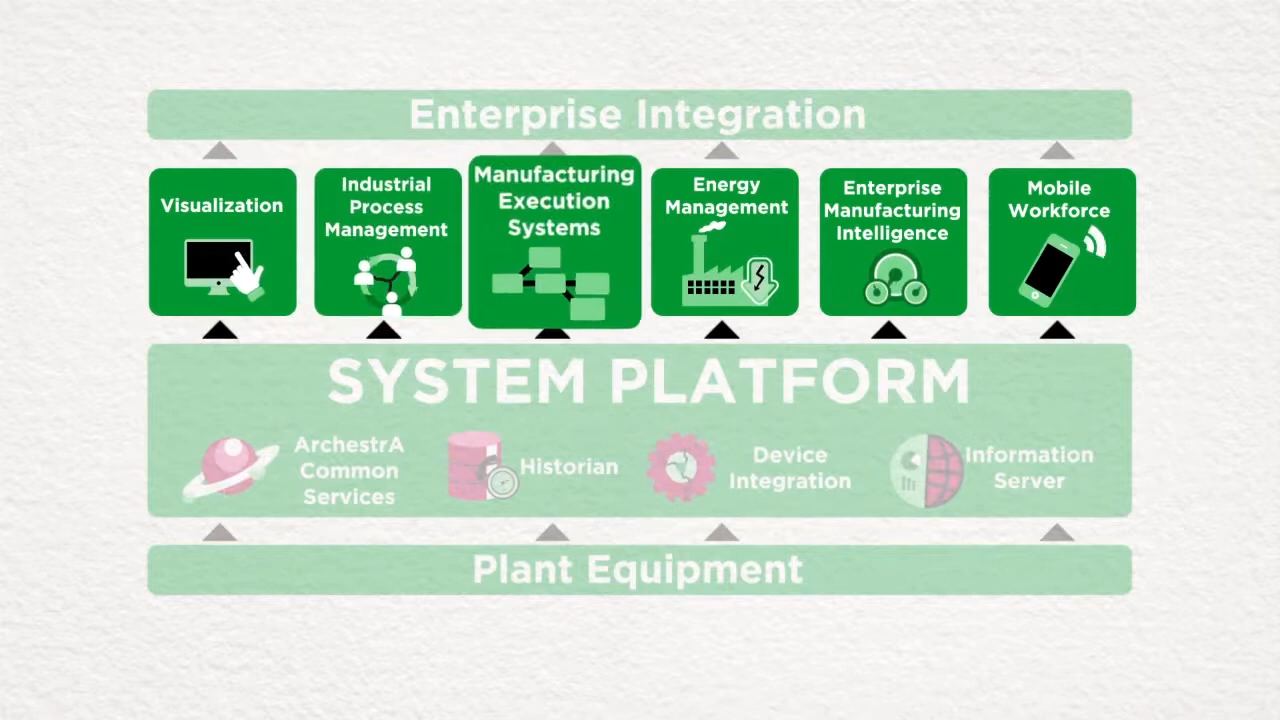 Enterprise Integration
Visualization
Industrial
Process
Management
Manufacturing
Execution
Systems
Energy
Management
Enterprise
Manufacturing
Intelligence
Mobile
Workforce
SYSTEM PLATFORM
ArchestrA
Common
Services
Historian
Device
Integration
Information
Server
Plant Equipment